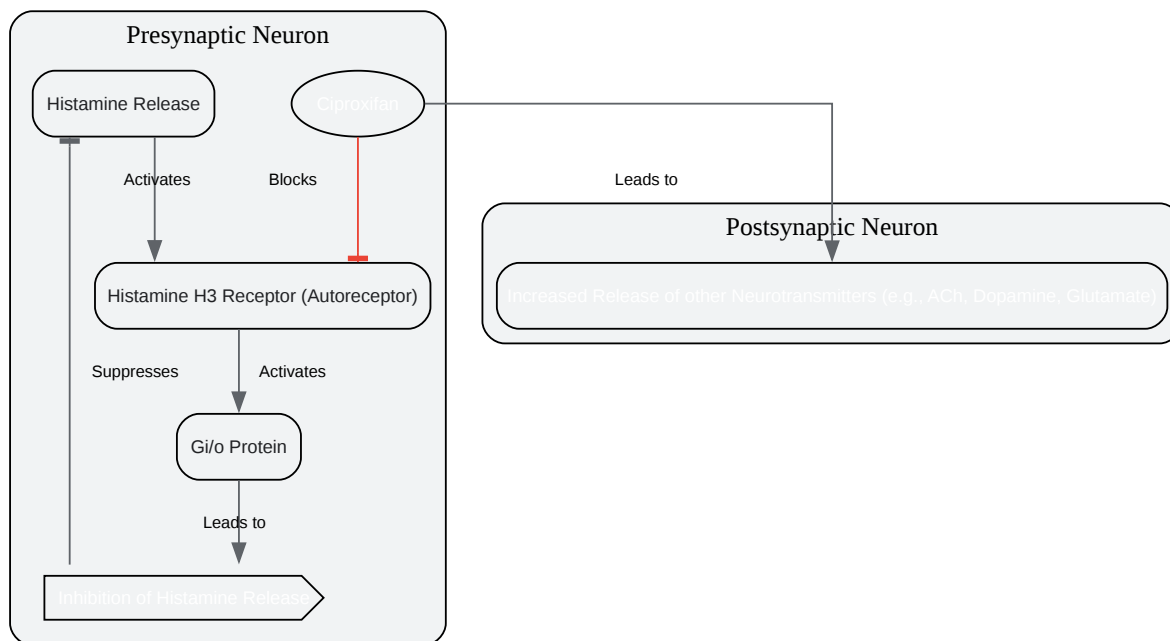 Presynaptic Neuron
Histamine Release
Ciproxifan
Activates
Blocks
Leads to
Postsynaptic Neuron
Histamine H3 Receptor (Autoreceptor)
Increased Release of other Neurotransmitters (e.g., ACh, Dopamine, Glutamate)
Suppresses
Activates
Gi/o Protein
Leads to
Inhibition of Histamine Release